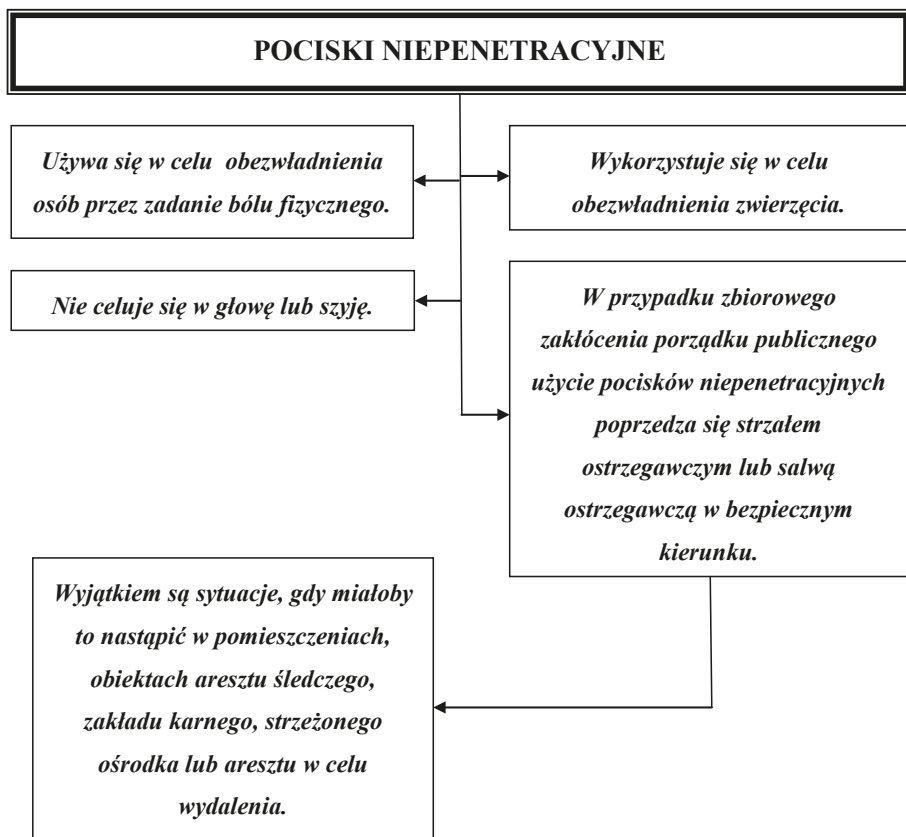 POCISKI NIEPENETRACYJNE
Używa się w celu obezwładnienia
osób przez zadanie bólu fizycznego.
Wykorzystuje się w celu
obezwładnienia zwierzęcia.
Nie celuje się w głowę lub szyję.
W przypadku zbiorowego
zakłócenia porządku publicznego
użycie pocisków niepenetracyjnych
poprzedza się strzałem
ostrzegawczym lub salwą
ostrzegawczą w bezpiecznym
kierunku.
Wyjątkiem są sytuacje, gdy miałoby
to nastąpić w pomieszczeniach,
obiektach aresztu śledczego,
zakładu karnego, strzeżonego
ośrodka lub aresztu w celu
wydalenia.